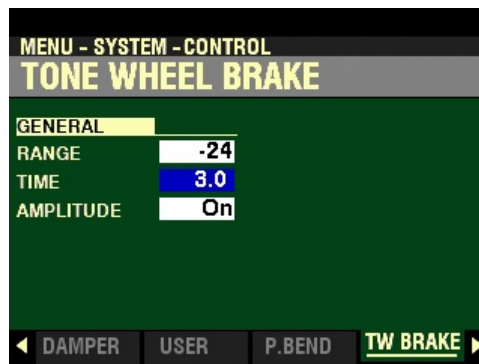 MENU - SYSTEM - CONTROL
TONE WHEEL BRAKE
GENERAL
RANGE -24
TIME 3.0
AMPLITUDE On
DAMPER USER P.BEND TW BRAKE